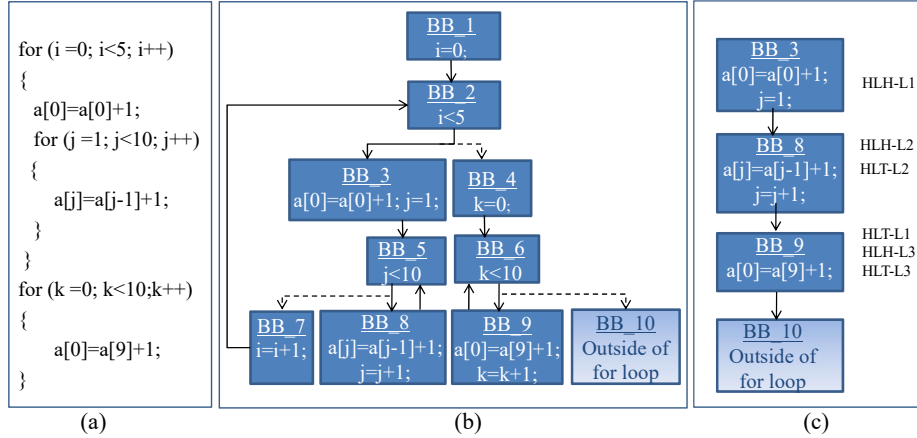 for (i =0; i<5; i++)
{
a[0]=a[0]+1;
for (j =1; j<10; j++)
{
a[j]=a[j-1]+1;
}
}
for (k =0; k<10;k++)
{
a[0]=a[9]+1;
}
(a)
BB_1
i=0;
BB_2
i<5
BB_3
a[0]=a[0]+1; j=1;
BB_4
k=0;
BB_5
j<10
BB_6
k<10
BB_7
i=i+1;
BB_8
a[j]=a[j-1]+1;
j=j+1;
BB_9
a[0]=a[9]+1;
k=k+1;
BB_10
Outside of
for loop
(b)
BB_3
a[0]=a[0]+1;
j=1;
HLH-L1
BB_8
a[j]=a[j-1]+1;
j=j+1;
HLH-L2
HLT-L2
BB_9
a[0]=a[9]+1;
HLT-L1
HLH-L3
HLT-L3
BB_10
Outside of
for loop
(c)